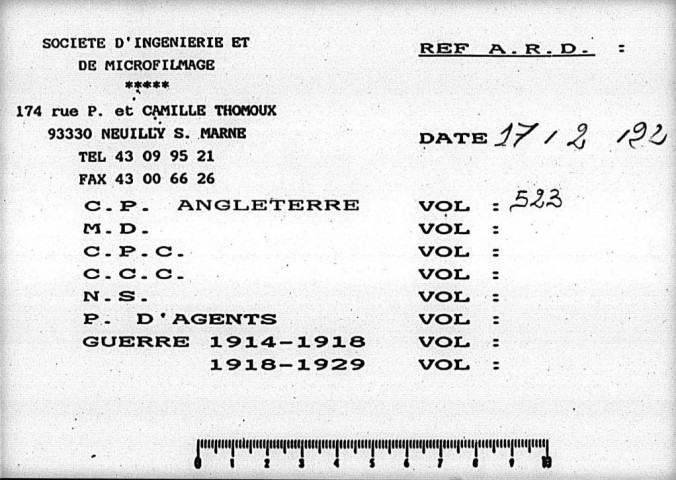 SOCIETE D'INGENIERIE ET
DE MICROFILMAGE
*****
174 rue P. et CAMILLE THOMOUX
93330 NEUILLY S. MARNE
TEL 43 09 95 21
FAX 43 00 66 26
REF A.R.D. :
DATE 17 / 2 / 92
C.P. ANGLETERRE VOL : 523
M.D. VOL :
C.P.C. VOL :
C.C.C. VOL :
N.S. VOL :
P. D'AGENTS VOL :
GUERRE 1914-1918 VOL :
1918-1929 VOL :
0 1 2 3 4 5 6 7 8 9 10